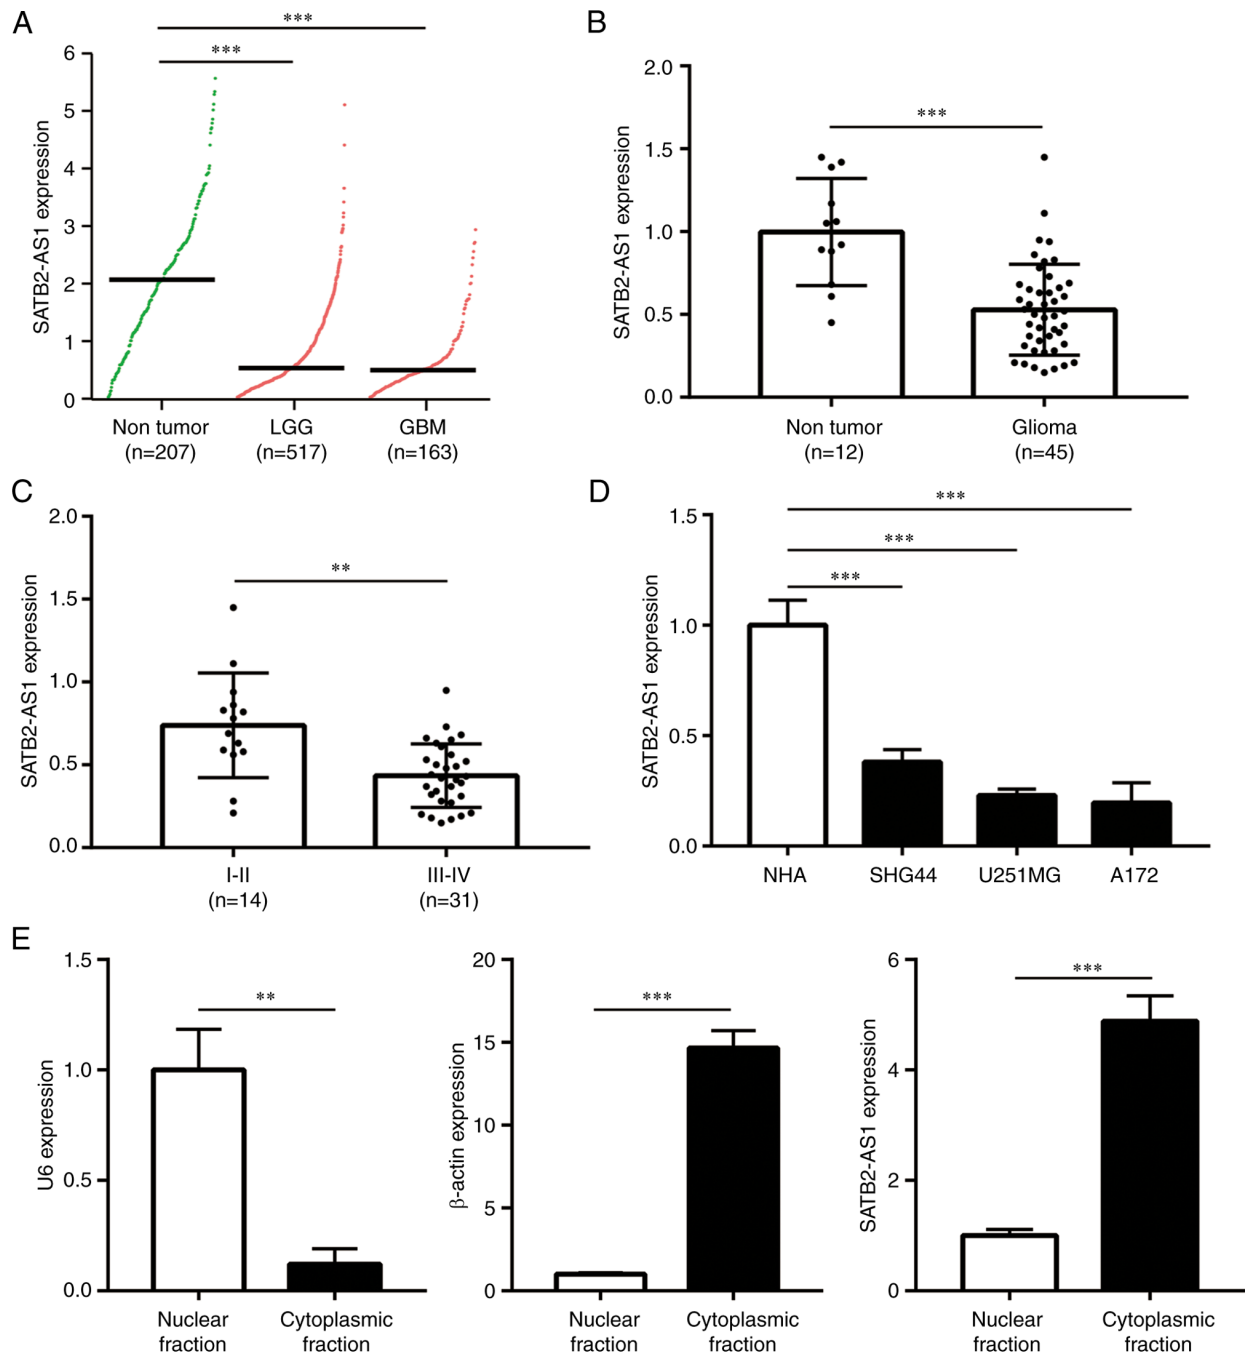 A
***
***
SATB2-AS1 expression
6
5
4
3
2
1
0
Non tumor
(n=207)
LGG
(n=517)
GBM
(n=163)
B
***
SATB2-AS1 expression
2.0
1.5
1.0
0.5
0.0
Non tumor
(n=12)
Glioma
(n=45)
C
**
SATB2-AS1 expression
2.0
1.5
1.0
0.5
0.0
I-II
(n=14)
III-IV
(n=31)
D
***
***
***
SATB2-AS1 expression
1.5
1.0
0.5
0.0
NHA
SHG44
U251MG
A172
E
**
U6 expression
1.5
1.0
0.5
0.0
Nuclear
fraction
Cytoplasmic
fraction
***
β-actin expression
20
15
10
5
0
Nuclear
fraction
Cytoplasmic
fraction
***
SATB2-AS1 expression
6
4
2
0
Nuclear
fraction
Cytoplasmic
fraction